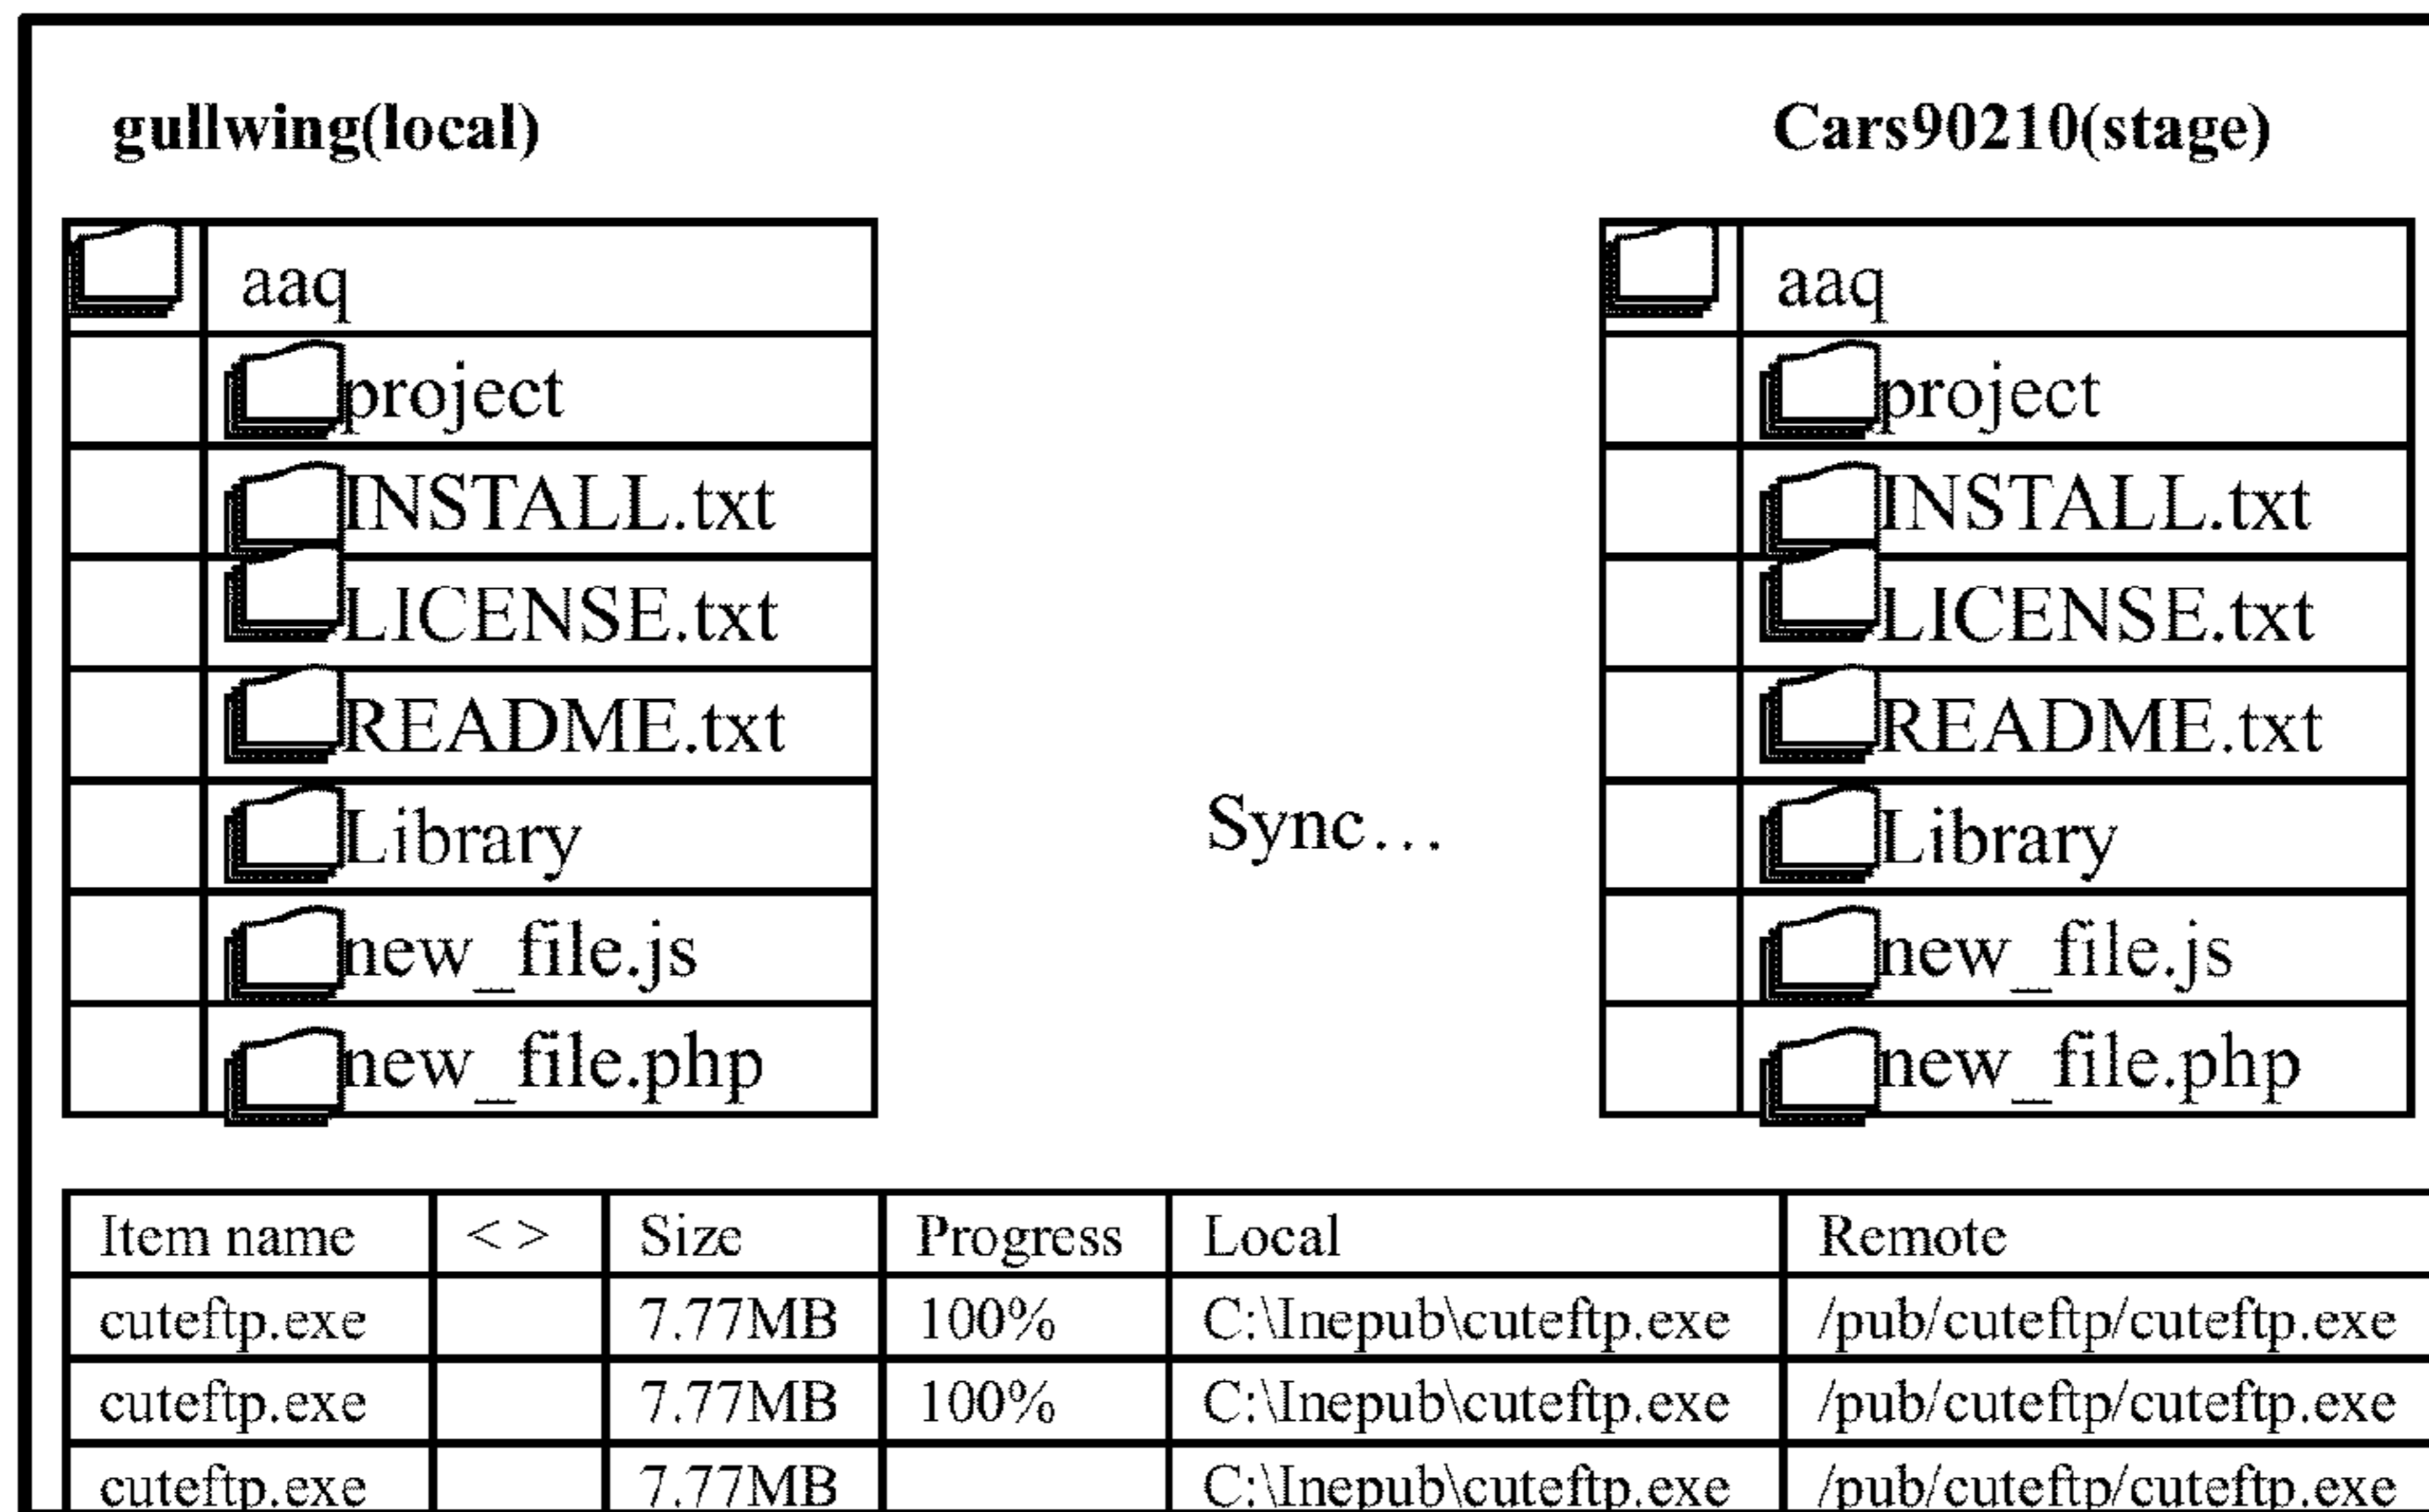 gullwing(local) Cars90210(stage)
aaq aaq
project project
INSTALL.txt INSTALL.txt
LICENSE.txt LICENSE.txt
README.txt README.txt
Sync...
Library Library
new_file.js new_file.js
new_file.php new_file.php
Item name < > Size Progress Local Remote
cuteftp.exe 7.77MB 100% C:\Inepub\cuteftp.exe /pub/cuteftp/cuteftp.exe
cuteftp.exe 7.77MB 100% C:\Inepub\cuteftp.exe /pub/cuteftp/cuteftp.exe
cuteftp.exe 7.77MB C:\Inepub\cuteftp.exe /pub/cuteftp/cuteftp.exe